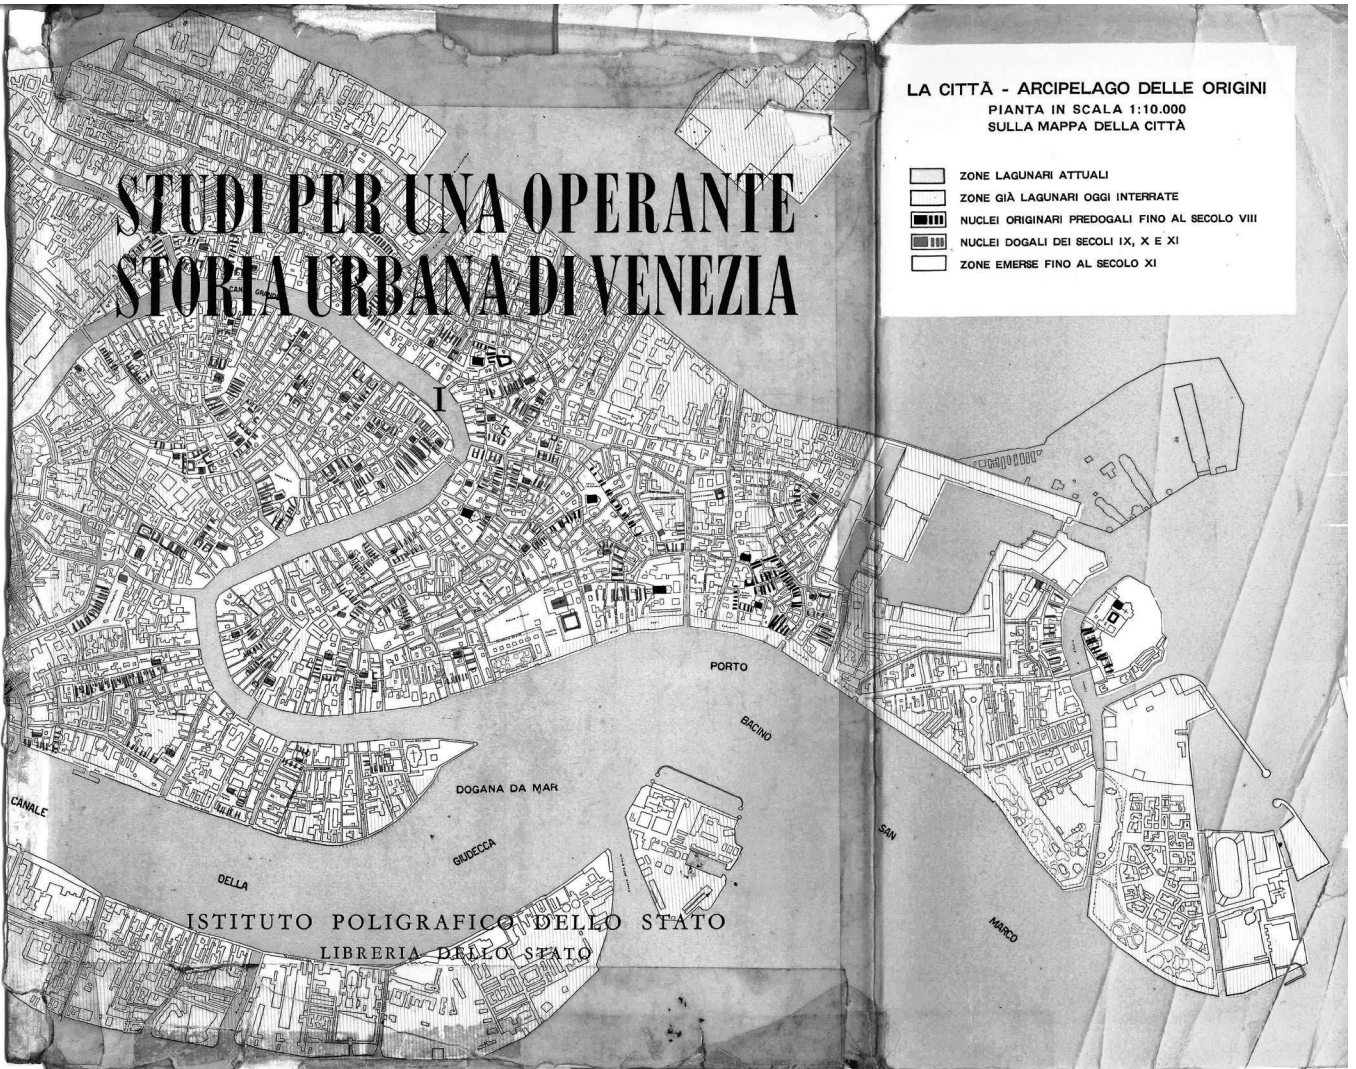 STUDI PER UNA OPERANTE
STORIA URBANA DI VENEZIA
I
CANAL GRANDE
PORTO
BACINO
DOGANA DA MAR
GIUDECCA
CANALE
DELLA
SAN
MARCO
ISTITUTO POLIGRAFICO DELLO STATO
LIBRERIA DELLO STATO
LA CITTÀ - ARCIPELAGO DELLE ORIGINI
PIANTA IN SCALA 1:10.000
SULLA MAPPA DELLA CITTÀ
ZONE LAGUNARI ATTUALI
ZONE GIÀ LAGUNARI OGGI INTERRATE
NUCLEI ORIGINARI PREDOGALI FINO AL SECOLO VIII
NUCLEI DOGALI DEI SECOLI IX, X E XI
ZONE EMERSE FINO AL SECOLO XI